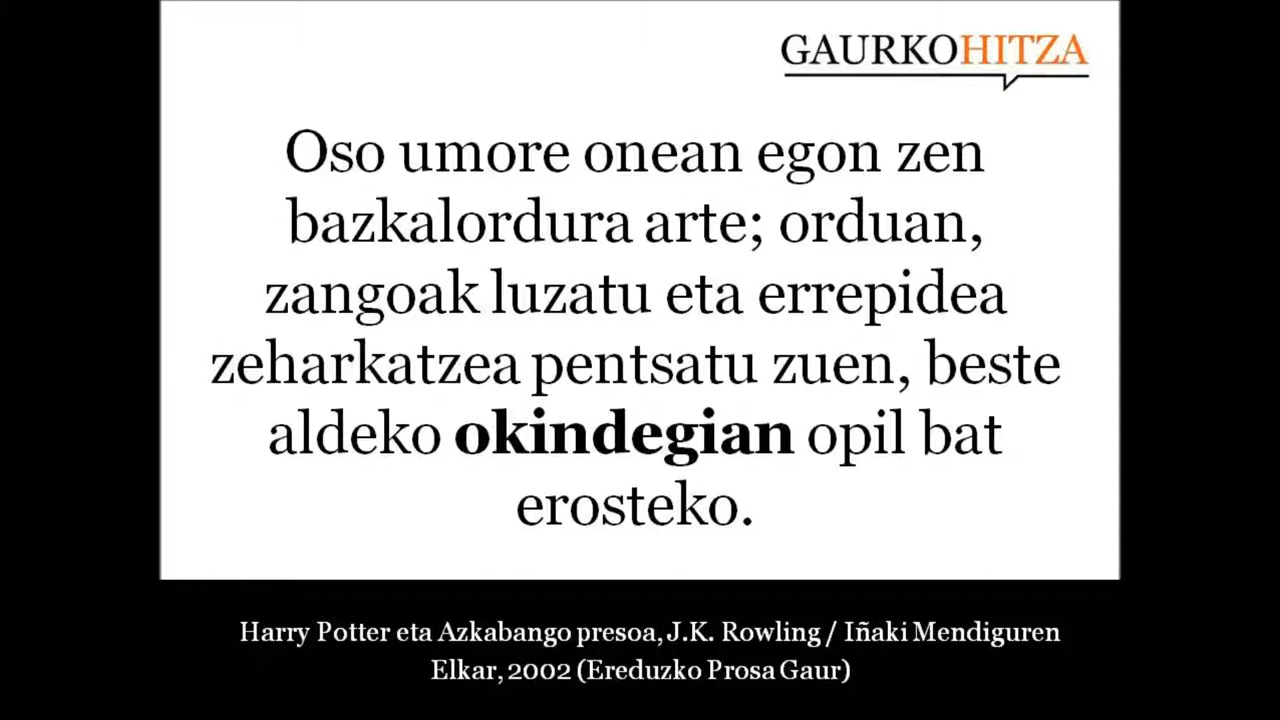 GAURKOHITZA
Oso umore onean egon zen
bazkalordura arte; orduan,
zangoak luzatu eta errepidea
zeharkatzea pentsatu zuen, beste
aldeko okindegian opil bat
erosteko.
Harry Potter eta Azkabango presoa, J.K. Rowling / Iñaki Mendiguren
Elkar, 2002 (Ereduzko Prosa Gaur)